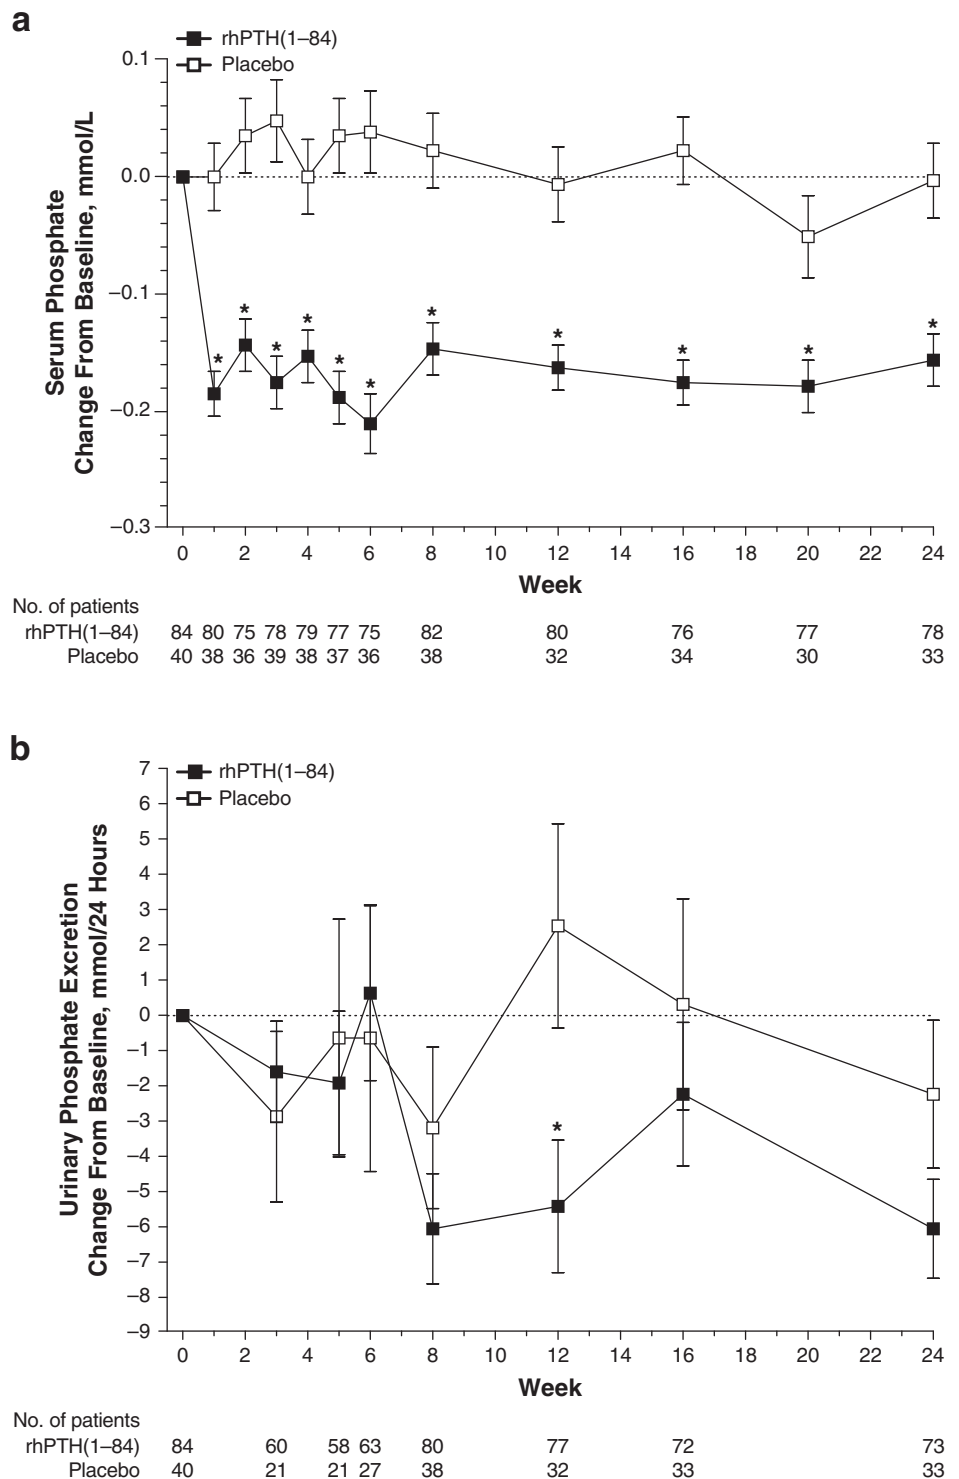 a
rhPTH(1–84)
Placebo
Serum Phosphate
Change From Baseline, mmol/L
0.1
0.0
–0.1
–0.2
–0.3
* * * * * * * * * * *
0 2 4 6 8 10 12 14 16 18 20 22 24
Week
No. of patients
rhPTH(1–84) 84 80 75 78 79 77 75 82 80 76 77 78
Placebo 40 38 36 39 38 37 36 38 32 34 30 33
b
rhPTH(1–84)
Placebo
Urinary Phosphate Excretion
Change From Baseline, mmol/24 Hours
7
6
5
4
3
2
1
0
–1
–2
–3
–4
–5
–6
–7
–8
–9
*
0 2 4 6 8 10 12 14 16 18 20 22 24
Week
No. of patients
rhPTH(1–84) 84 60 58 63 80 77 72 73
Placebo 40 21 21 27 38 32 33 33